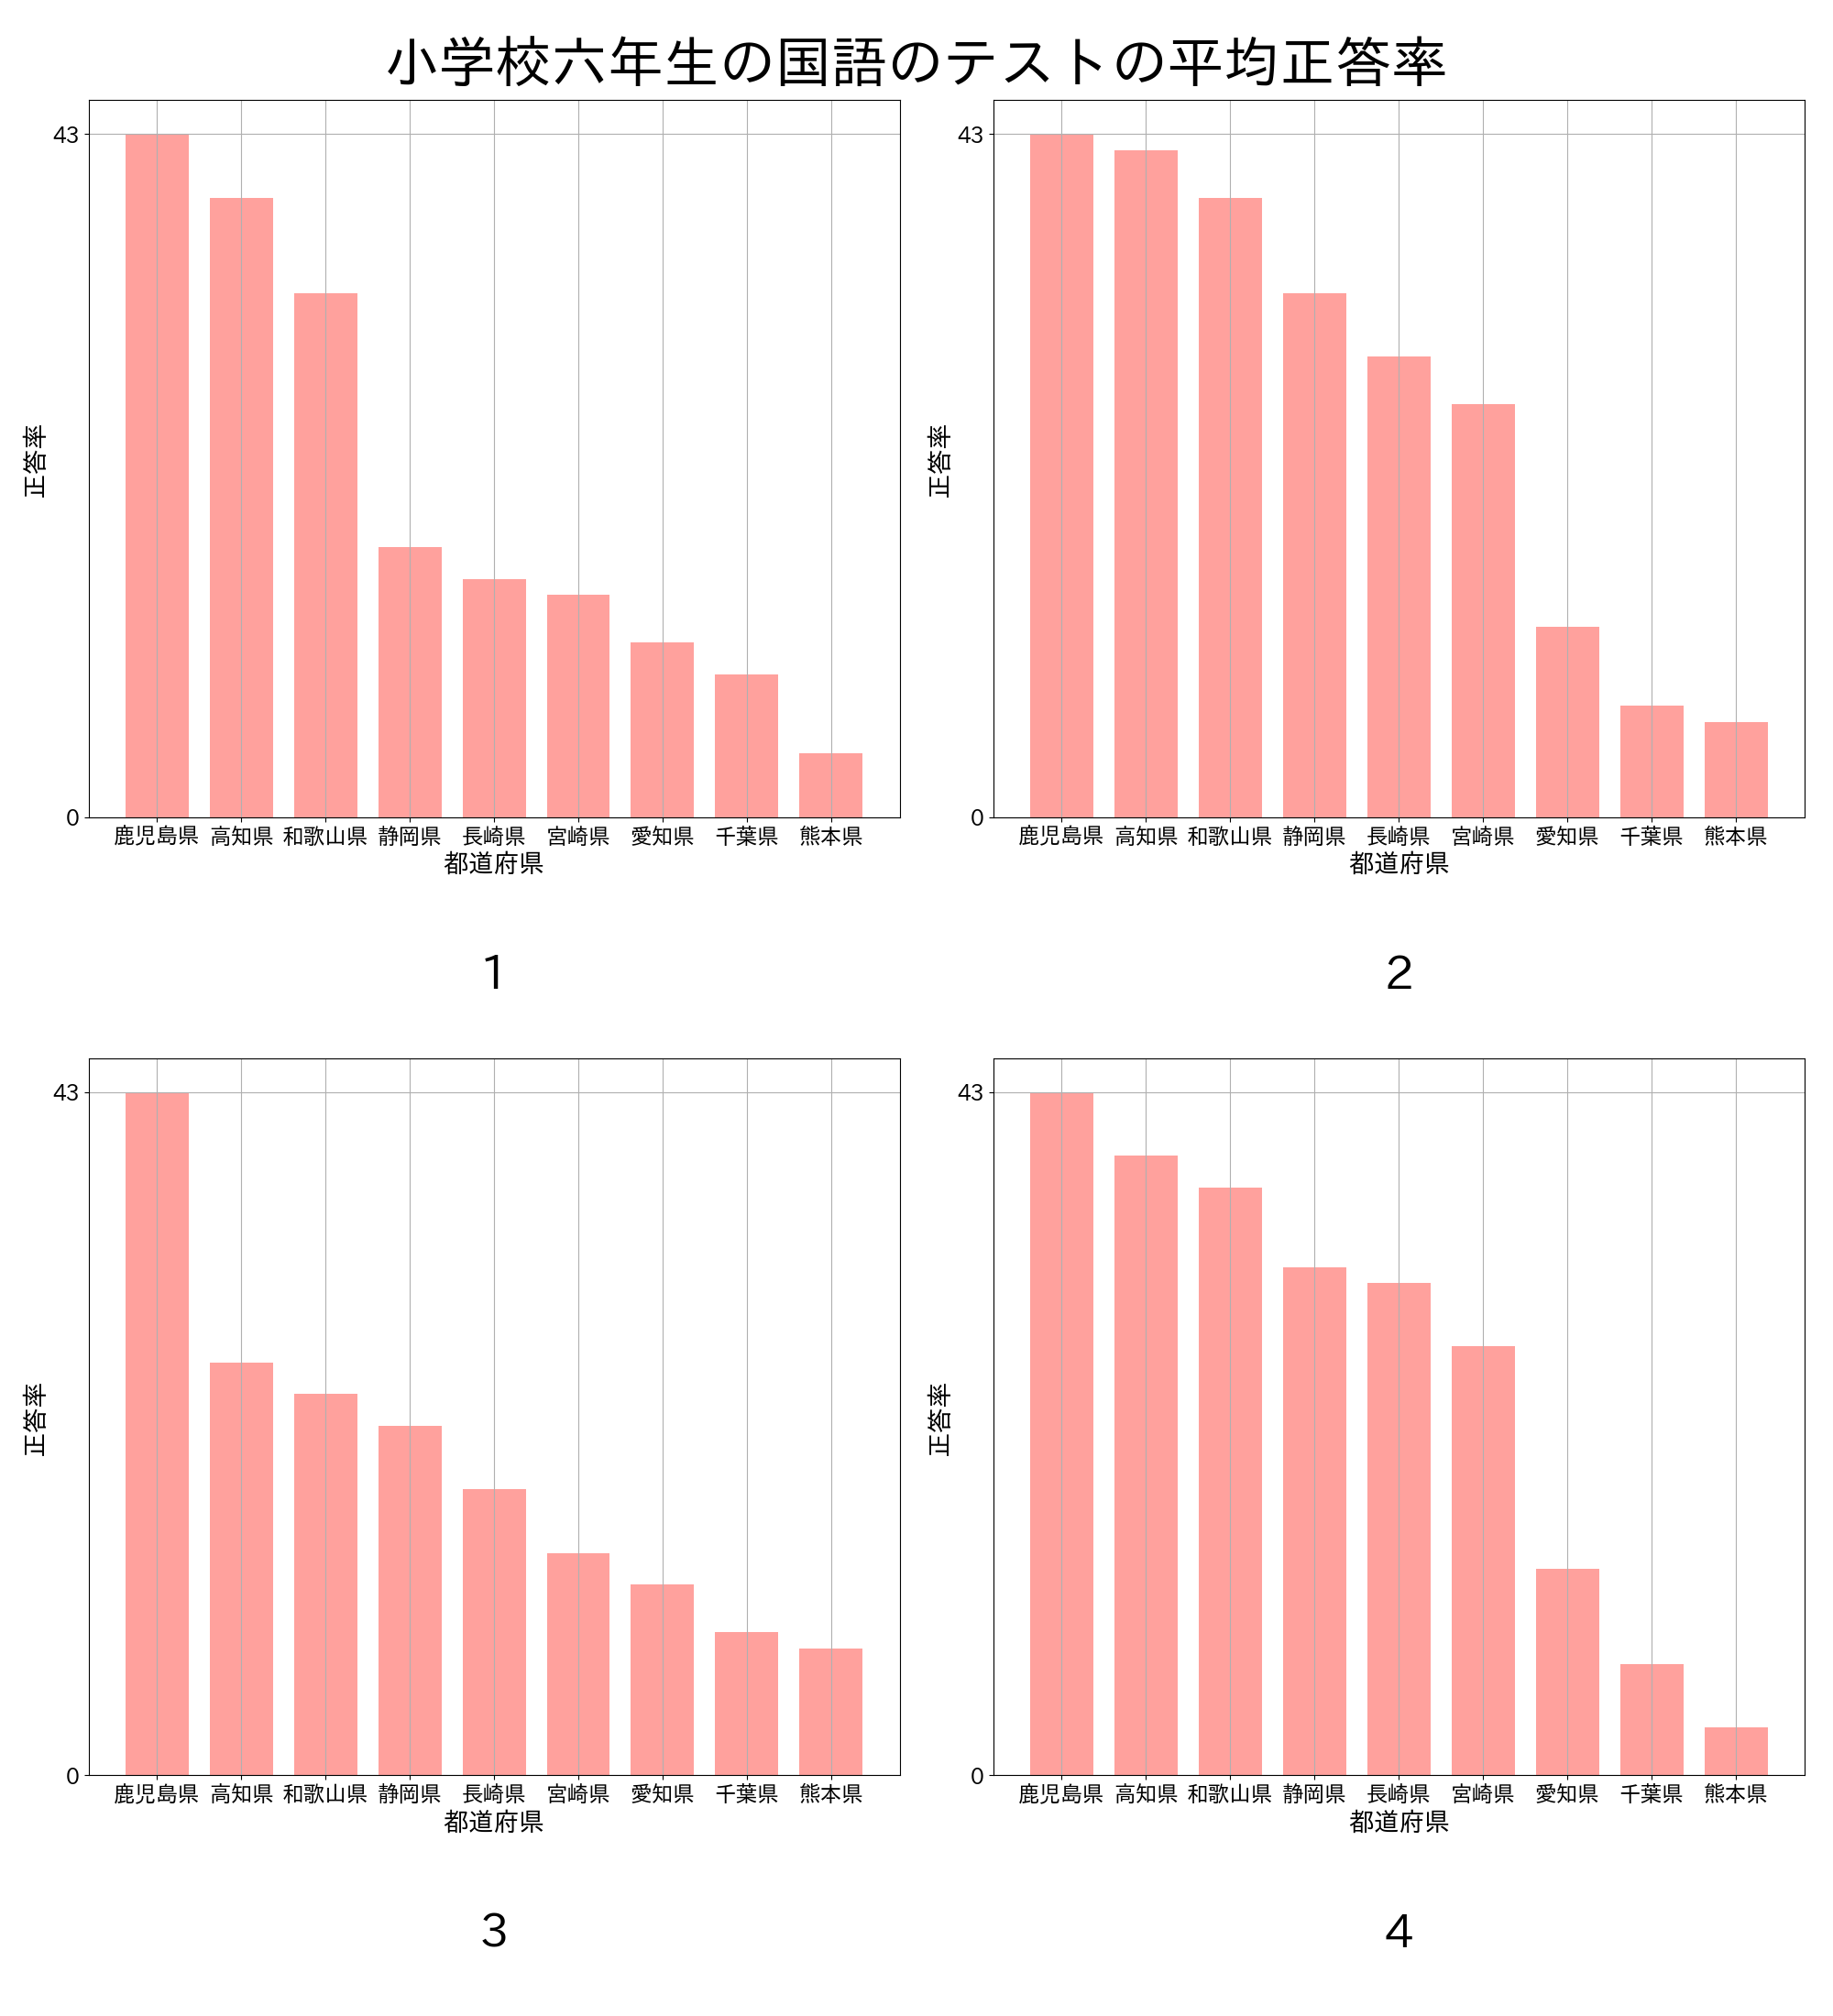 小学校六年生の国語のテストの平均正答率
43
0
正答率
鹿児島県 高知県 和歌山県 静岡県 長崎県 宮崎県 愛知県 千葉県 熊本県
都道府県
1
43
0
正答率
鹿児島県 高知県 和歌山県 静岡県 長崎県 宮崎県 愛知県 千葉県 熊本県
都道府県
2
43
0
正答率
鹿児島県 高知県 和歌山県 静岡県 長崎県 宮崎県 愛知県 千葉県 熊本県
都道府県
3
43
0
正答率
鹿児島県 高知県 和歌山県 静岡県 長崎県 宮崎県 愛知県 千葉県 熊本県
都道府県
4